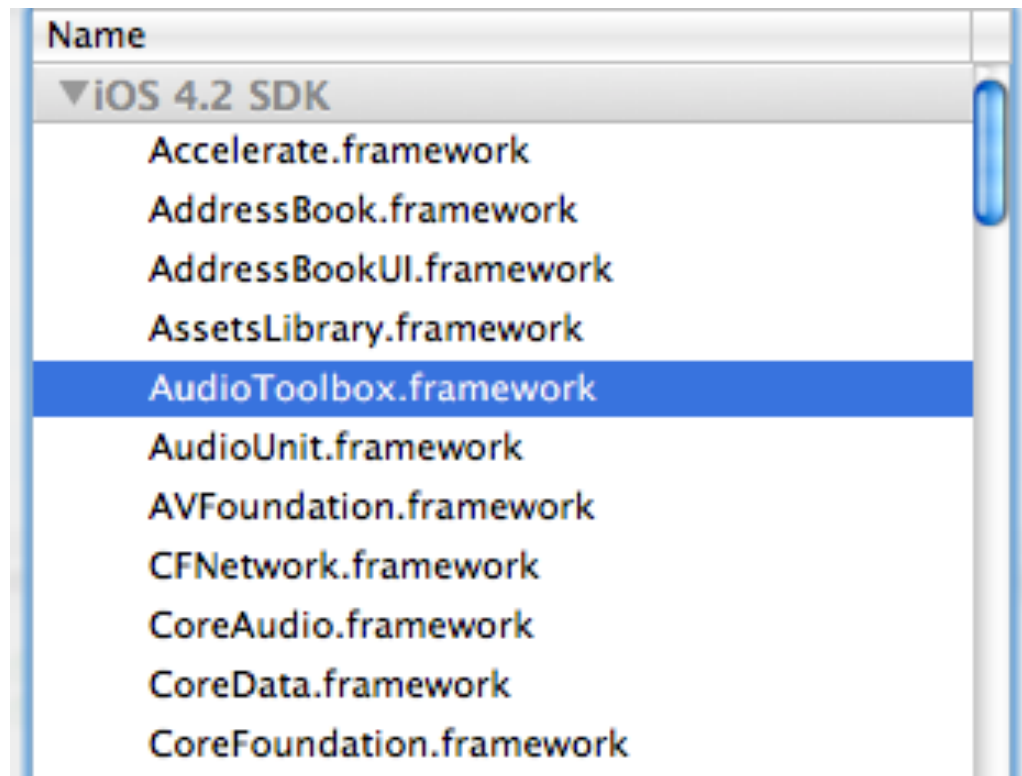 Name
iOS 4.2 SDK
Accelerate.framework
AddressBook.framework
AddressBookUI.framework
AssetsLibrary.framework
AudioToolbox.framework
AudioUnit.framework
AVFoundation.framework
CFNetwork.framework
CoreAudio.framework
CoreData.framework
CoreFoundation.framework